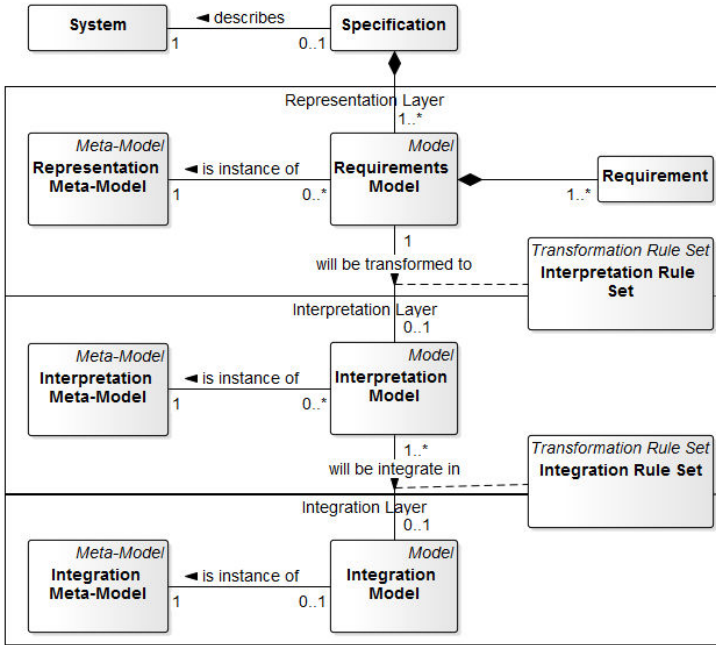 System
◄ describes
Specification
1
0..1
Representation Layer
1..*
Meta-Model
Representation
Meta-Model
◄ is instance of
1
0..*
Model
Requirements
Model
1..*
Requirement
1
will be transformed to
Transformation Rule Set
Interpretation Rule
Set
Interpretation Layer
0..1
Meta-Model
Interpretation
Meta-Model
◄ is instance of
1
0..*
Model
Interpretation
Model
1..*
will be integrate in
Transformation Rule Set
Integration Rule Set
Integration Layer
0..1
Meta-Model
Integration
Meta-Model
◄ is instance of
1
0..1
Model
Integration
Model